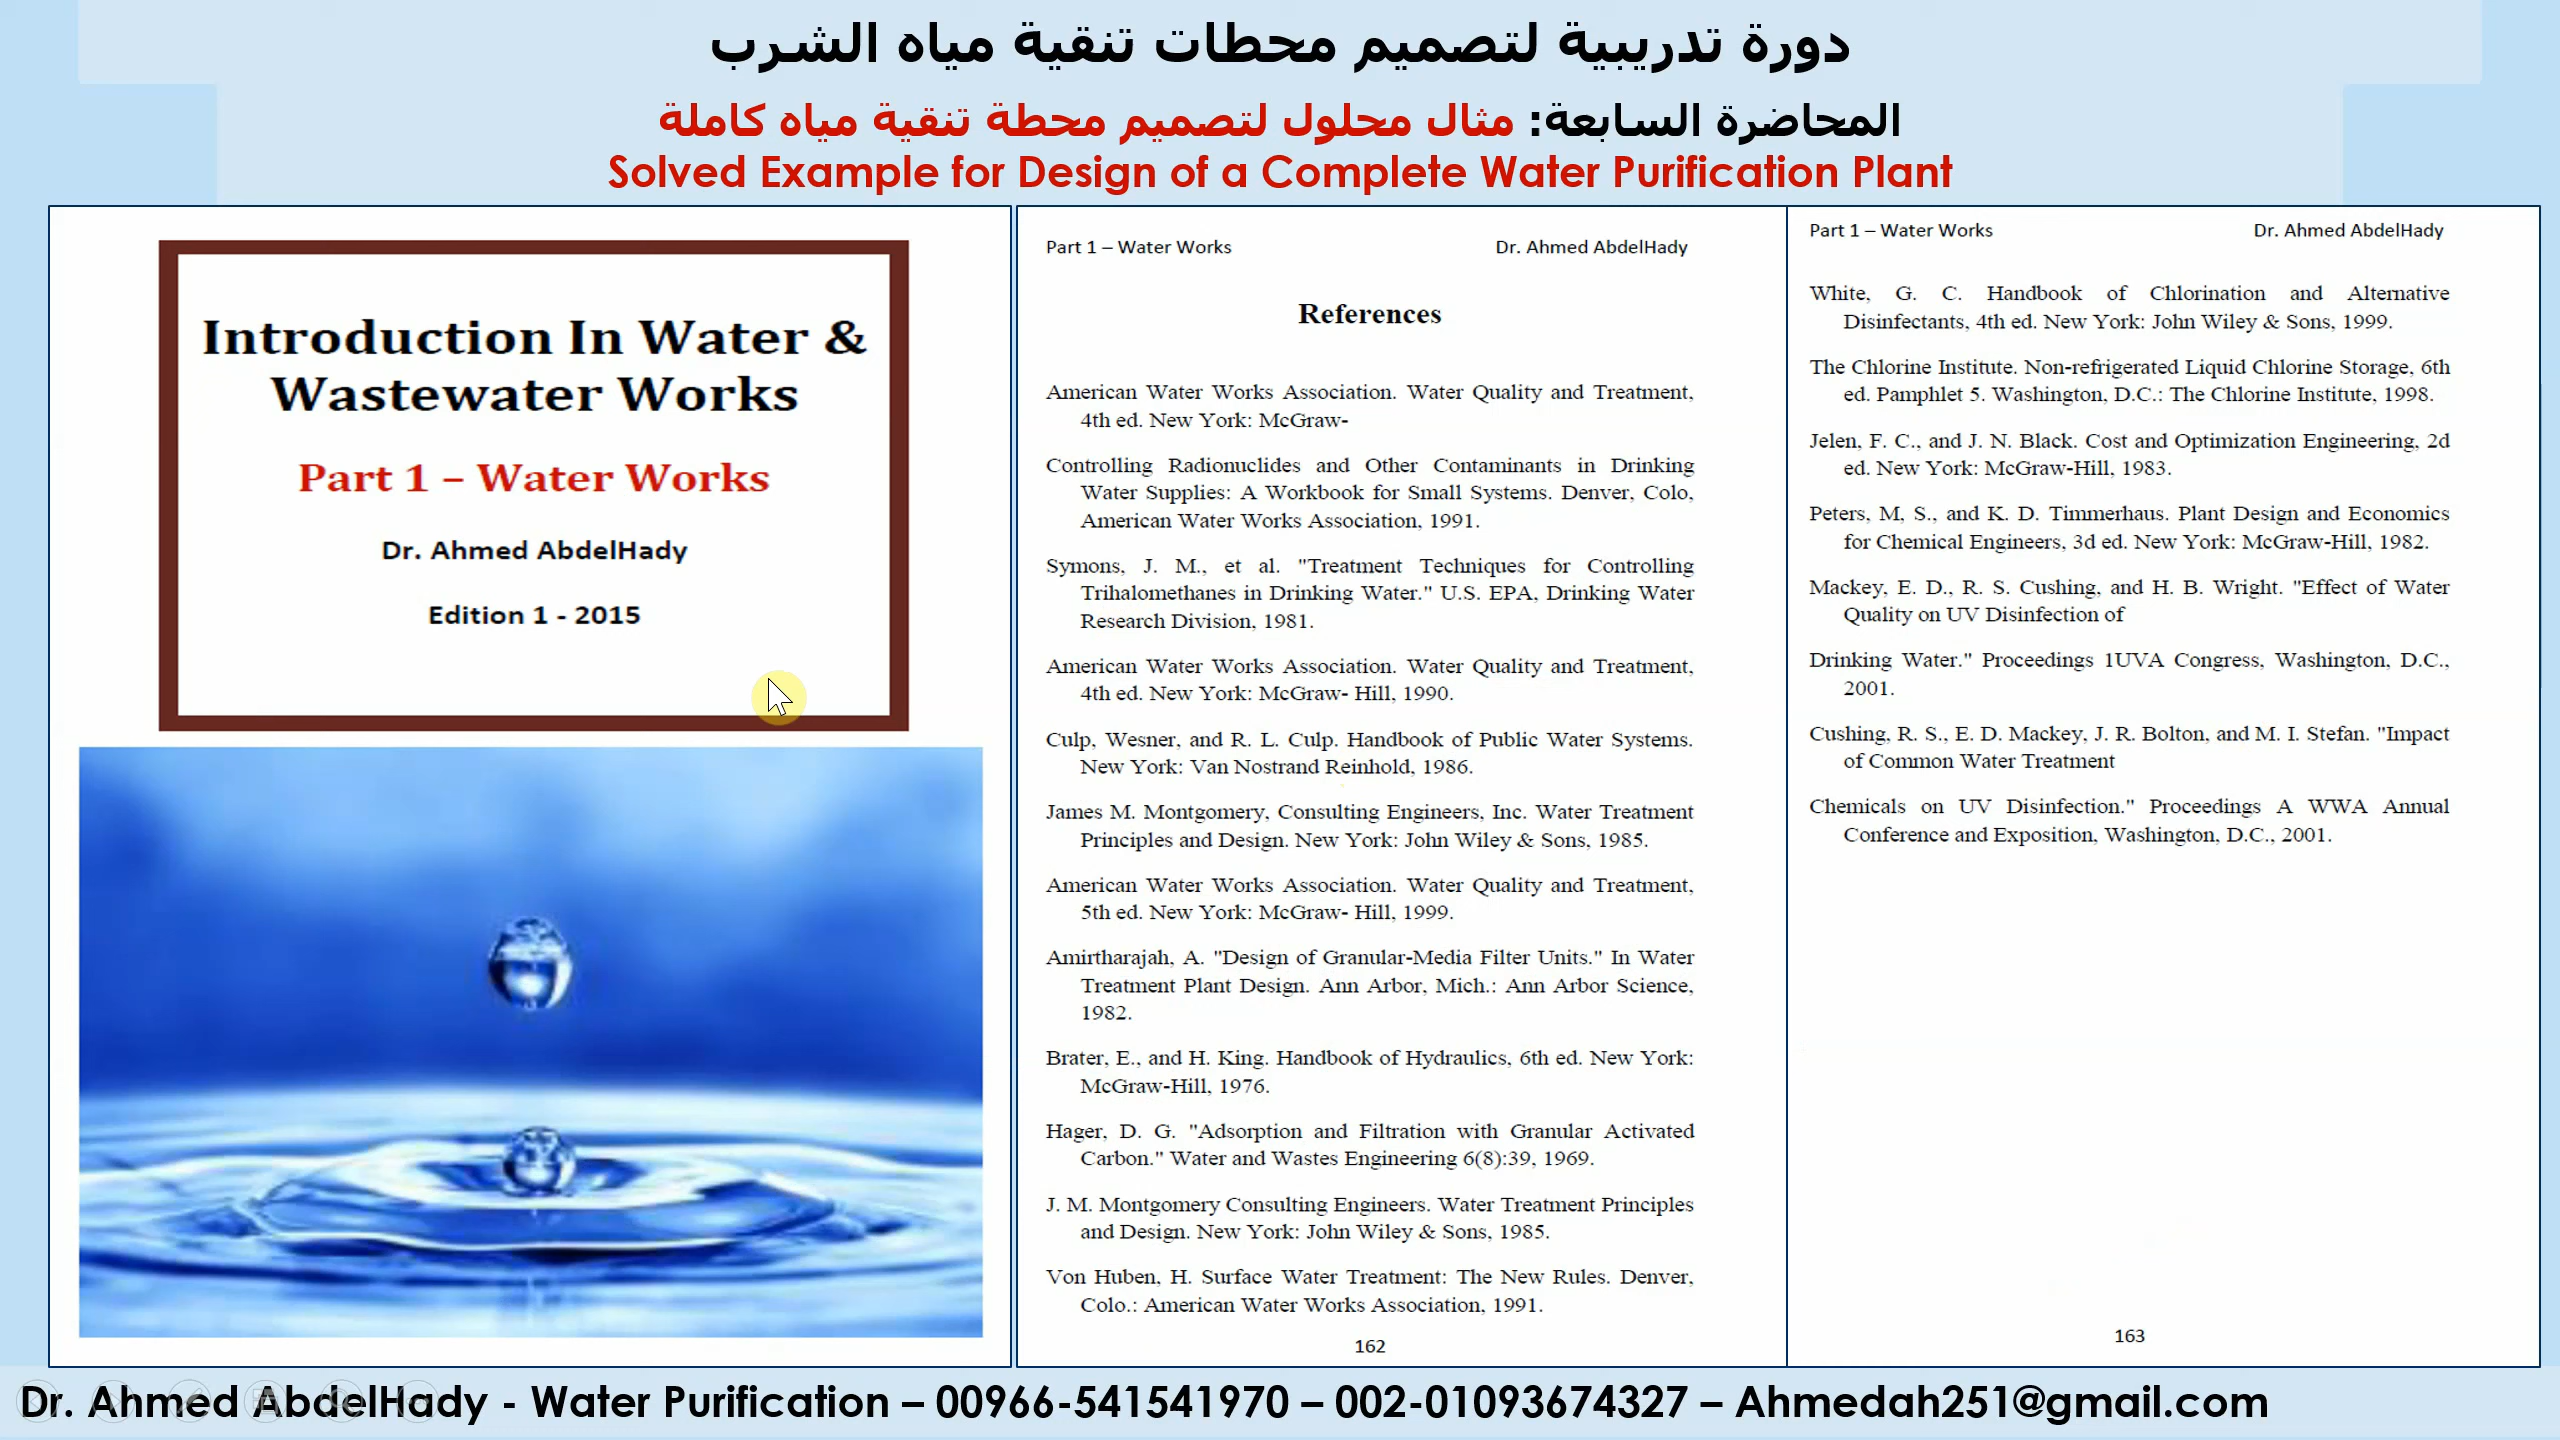 دورة تدريبية لتصميم محطات تنقية مياه الشرب
المحاضرة السابعة: مثال محلول لتصميم محطة تنقية مياه كاملة
Solved Example for Design of a Complete Water Purification Plant
Introduction In Water &
Wastewater Works
Part 1 – Water Works
Dr. Ahmed AbdelHady
Edition 1 - 2015
Part 1 – Water Works Dr. Ahmed AbdelHady
References
American Water Works Association. Water Quality and Treatment,
4th ed. New York: McGraw-
Controlling Radionuclides and Other Contaminants in Drinking
Water Supplies: A Workbook for Small Systems. Denver, Colo,
American Water Works Association, 1991.
Symons, J. M., et al. "Treatment Techniques for Controlling
Trihalomethanes in Drinking Water." U.S. EPA, Drinking Water
Research Division, 1981.
American Water Works Association. Water Quality and Treatment,
4th ed. New York: McGraw- Hill, 1990.
Culp, Wesner, and R. L. Culp. Handbook of Public Water Systems.
New York: Van Nostrand Reinhold, 1986.
James M. Montgomery, Consulting Engineers, Inc. Water Treatment
Principles and Design. New York: John Wiley & Sons, 1985.
American Water Works Association. Water Quality and Treatment,
5th ed. New York: McGraw- Hill, 1999.
Amirtharajah, A. "Design of Granular-Media Filter Units." In Water
Treatment Plant Design. Ann Arbor, Mich.: Ann Arbor Science,
1982.
Brater, E., and H. King. Handbook of Hydraulics, 6th ed. New York:
McGraw-Hill, 1976.
Hager, D. G. "Adsorption and Filtration with Granular Activated
Carbon." Water and Wastes Engineering 6(8):39, 1969.
J. M. Montgomery Consulting Engineers. Water Treatment Principles
and Design. New York: John Wiley & Sons, 1985.
Von Huben, H. Surface Water Treatment: The New Rules. Denver,
Colo.: American Water Works Association, 1991.
162
Part 1 – Water Works Dr. Ahmed AbdelHady
White, G. C. Handbook of Chlorination and Alternative
Disinfectants, 4th ed. New York: John Wiley & Sons, 1999.
The Chlorine Institute. Non-refrigerated Liquid Chlorine Storage, 6th
ed. Pamphlet 5. Washington, D.C.: The Chlorine Institute, 1998.
Jelen, F. C., and J. N. Black. Cost and Optimization Engineering, 2d
ed. New York: McGraw-Hill, 1983.
Peters, M, S., and K. D. Timmerhaus. Plant Design and Economics
for Chemical Engineers, 3d ed. New York: McGraw-Hill, 1982.
Mackey, E. D., R. S. Cushing, and H. B. Wright. "Effect of Water
Quality on UV Disinfection of
Drinking Water." Proceedings 1UVA Congress, Washington, D.C.,
2001.
Cushing, R. S., E. D. Mackey, J. R. Bolton, and M. I. Stefan. "Impact
of Common Water Treatment
Chemicals on UV Disinfection." Proceedings A WWA Annual
Conference and Exposition, Washington, D.C., 2001.
163
Dr. Ahmed AbdelHady - Water Purification – 00966-541541970 – 002-01093674327 – Ahmedah251@gmail.com